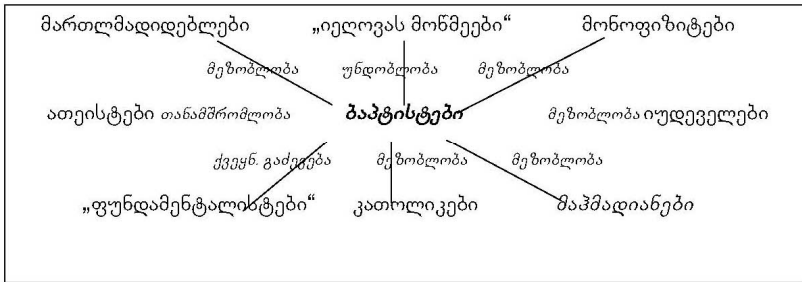 მართლმადიდებლები „იეღოვას მოწმეები“ მონოფიზიტები
მეზობლობა უნდობლობა მეზობლობა
ათეისტები თანამშრომლობა ბაპტისტები მეზობლობა იუდეველები
ქვეყნ. გაძევება მეზობლობა მეზობლობა
„ფუნდამენტალისტები“ კათოლიკები მაჰმადიანები